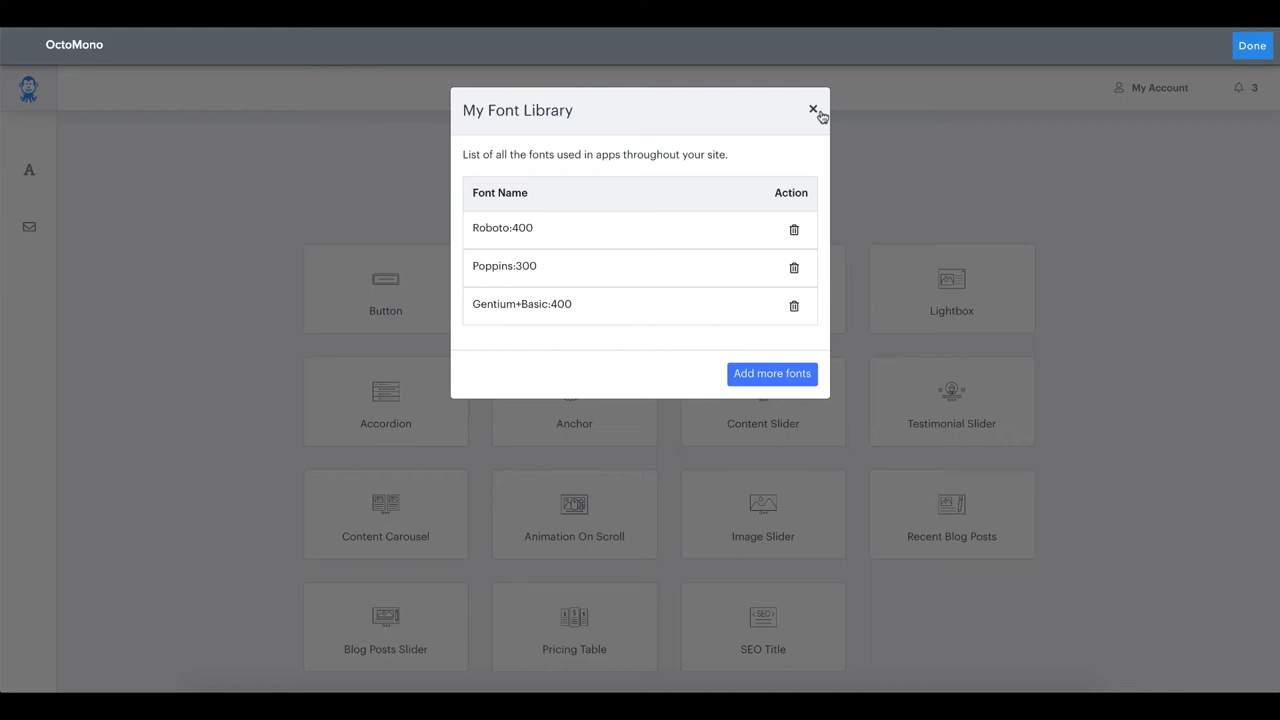 OctoMono
Done
My Account
3
My Font Library
×
List of all the fonts used in apps throughout your site.
Font Name Action
Roboto:400
Poppins:300
Gentium+Basic:400
Add more fonts
A
Button
Lightbox
Accordion
Anchor
Content Slider
Testimonial Slider
Content Carousel
Animation On Scroll
Image Slider
Recent Blog Posts
Blog Posts Slider
Pricing Table
<SEO>
SEO Title